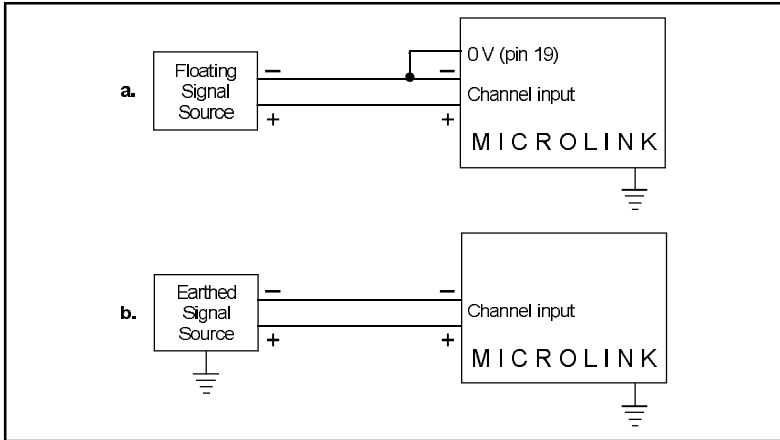 a.
Floating
Signal
Source
−
+
−
+
0 V (pin 19)
Channel input
MICROLINK
b.
Earthed
Signal
Source
−
+
−
+
Channel input
MICROLINK